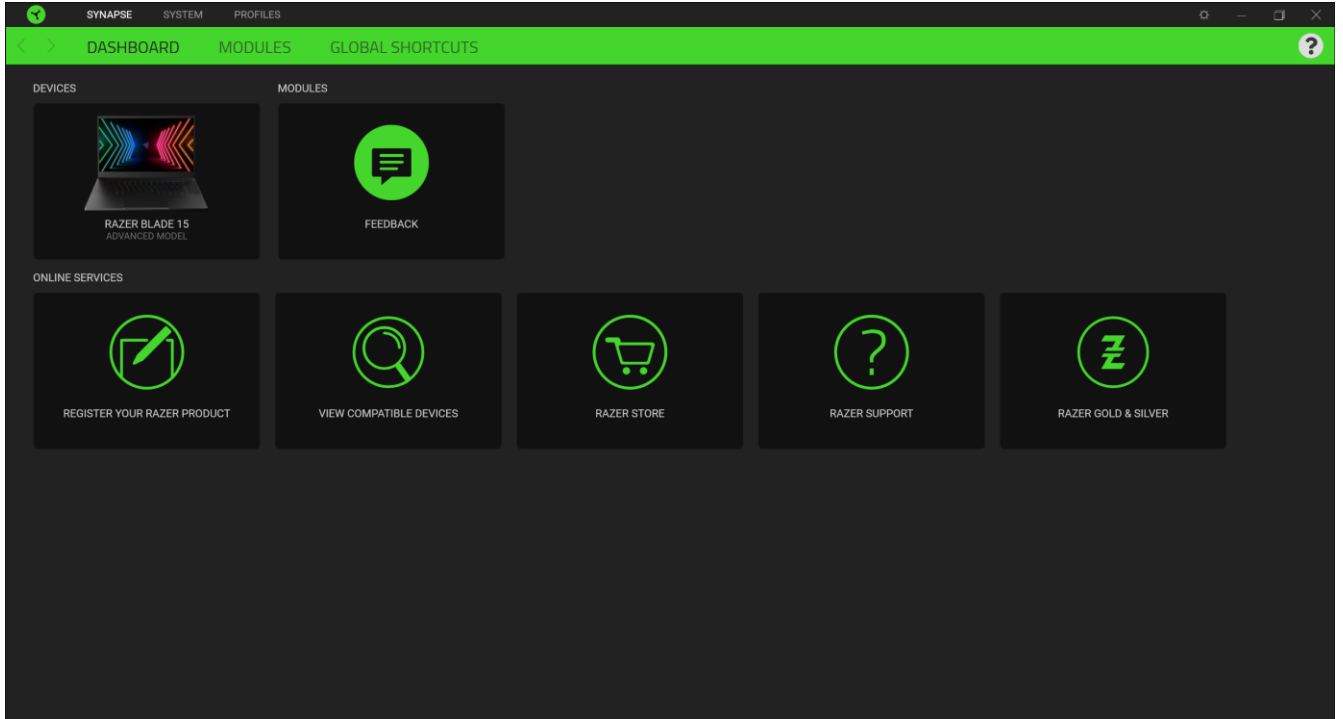 SYNAPSE SYSTEM PROFILES
DASHBOARD MODULES GLOBAL SHORTCUTS ?
DEVICES MODULES
RAZER BLADE 15
ADVANCED MODEL
FEEDBACK
ONLINE SERVICES
REGISTER YOUR RAZER PRODUCT
VIEW COMPATIBLE DEVICES
RAZER STORE
RAZER SUPPORT
RAZER GOLD & SILVER